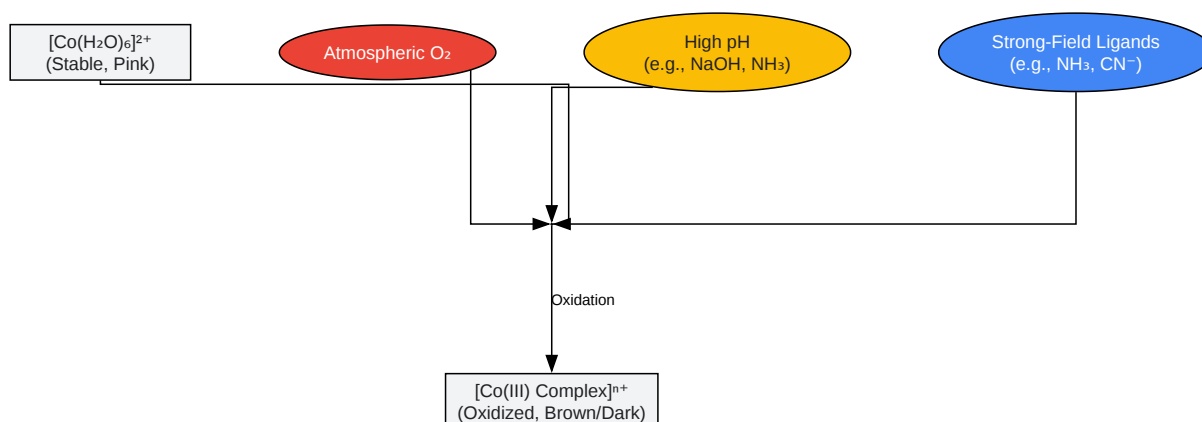 [Co(H₂O)₆]²⁺
(Stable, Pink)
Atmospheric O₂
High pH
(e.g., NaOH, NH₃)
Strong-Field Ligands
(e.g., NH₃, CN⁻)
Oxidation
[Co(III) Complex]ⁿ⁺
(Oxidized, Brown/Dark)